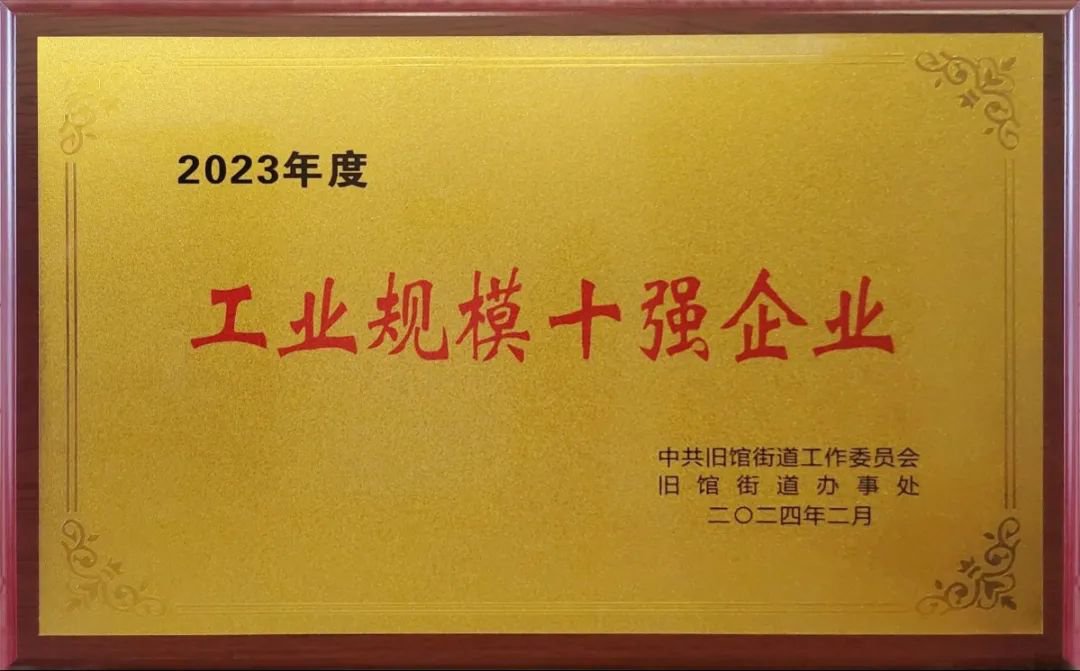 2023年度
工业规模十强企业
中共旧馆街道工作委员会
旧馆街道办事处
二〇二四年二月